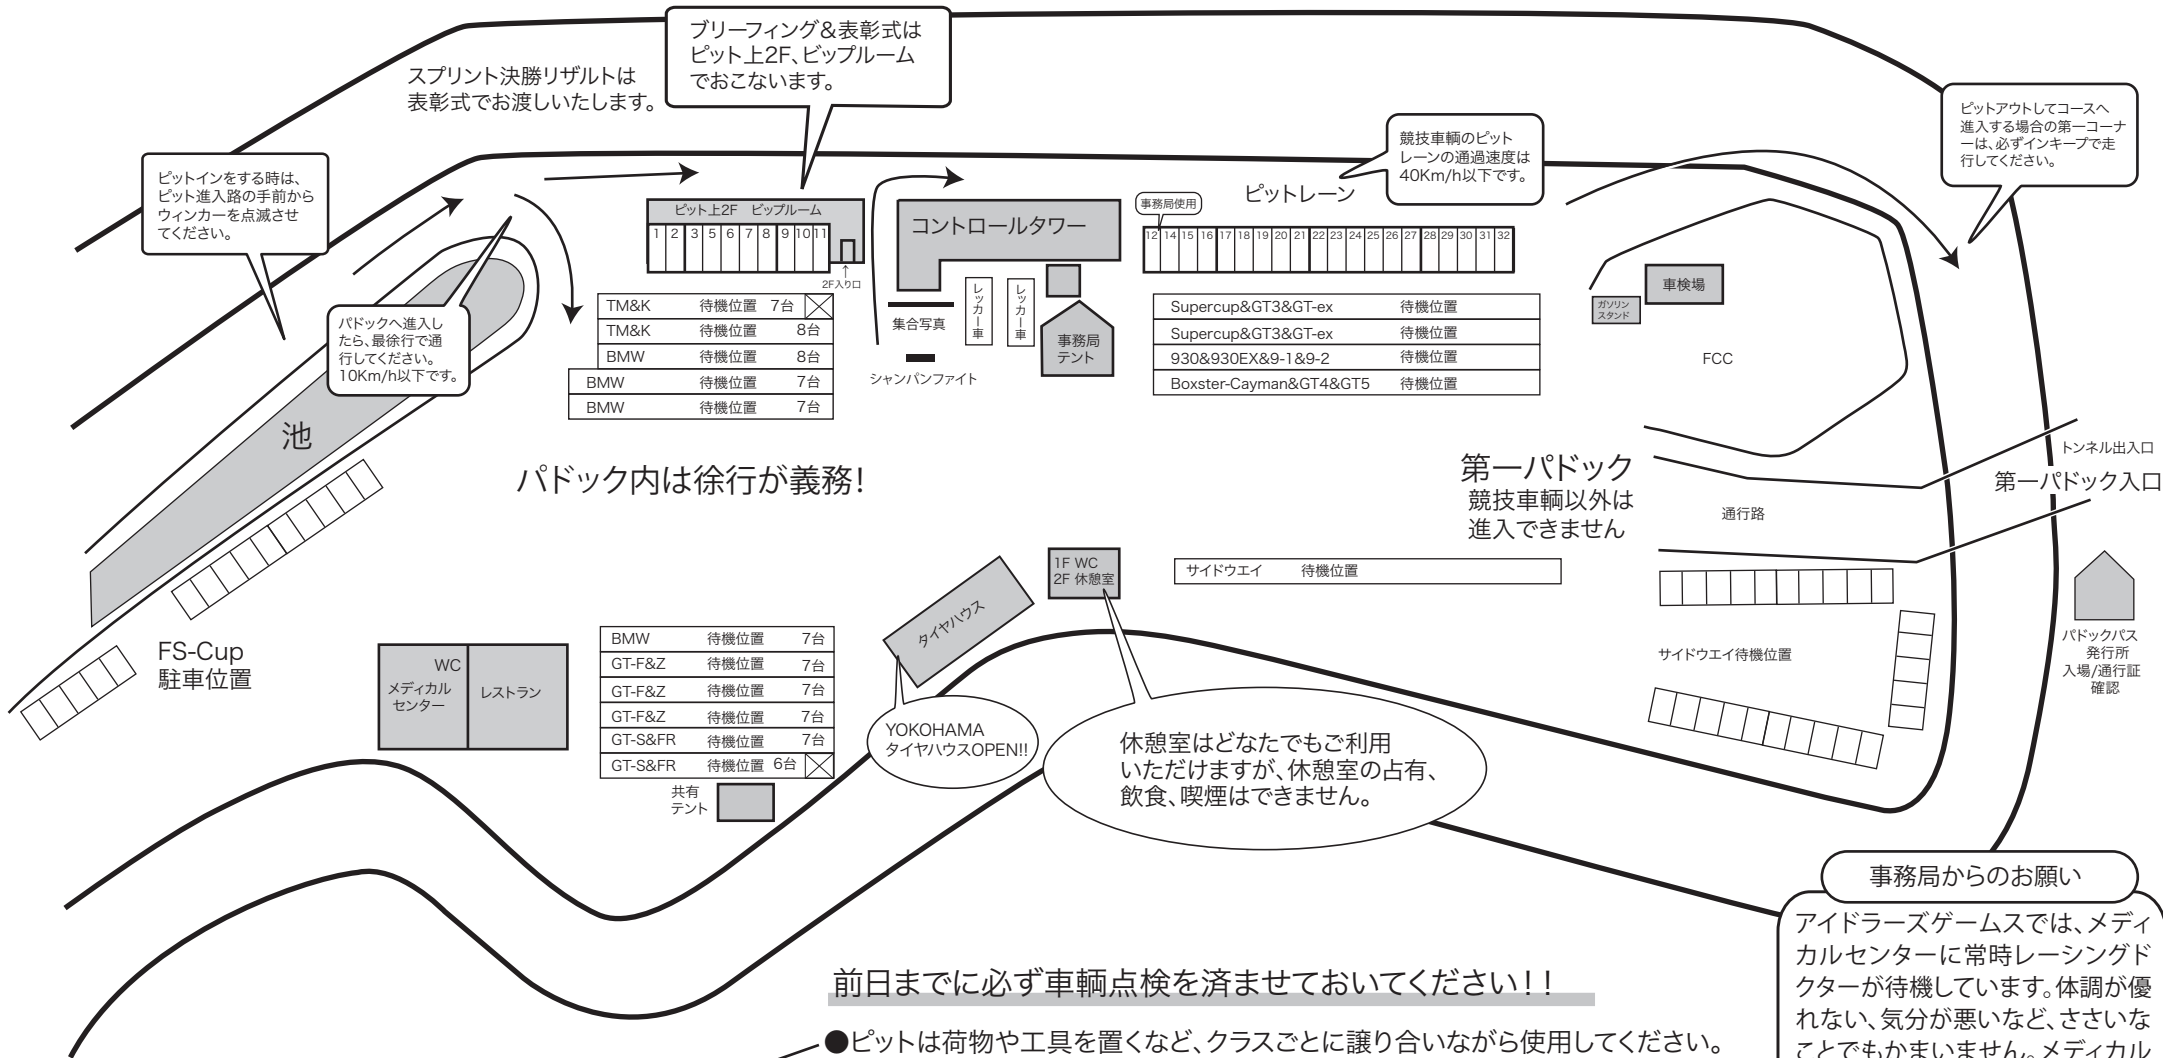 ブリーフィング&表彰式は
ピット上2F、ビップルーム
でおこないます。
スプリント決勝リザルトは
表彰式でお渡しいたします。
ピットアウトしてコースへ
進入する場合の第一コーナ
ーは、必ずインキープで走
行してください。
競技車輌のピット
レーンの通過速度は
40Km/h以下です。
ピットインをする時は、
ピット進入路の手前から
ウィンカーを点滅させ
てください。
ピットレーン
事務局使用
ピット上2F ビップルーム
コントロールタワー
1 2 3 5 6 7 8 9 10 11
12 14 15 16 17 18 19 20 21 22 23 24 25 26 27 28 29 30 31 32
↑
2F入り口
車検場
ガソリン
スタンド
FCC
パドックへ進入し
たら、最徐行で通
行してください。
10Km/h以下です。
TM&K 待機位置 7台
TM&K 待機位置 8台
BMW 待機位置 8台
BMW 待機位置 7台
BMW 待機位置 7台
集合写真
シャンパンファイト
レッカー車
レッカー車
事務局
テント
Supercup&GT3&GT-ex 待機位置
Supercup&GT3&GT-ex 待機位置
930&930EX&9-1&9-2 待機位置
Boxster-Cayman&GT4&GT5 待機位置
池
パドック内は徐行が義務!
第一パドック
競技車輌以外は
進入できません
トンネル出入口
第一パドック入口
通行路
1F WC
2F 休憩室
サイドウエイ 待機位置
タイヤハウス
FS-Cup
駐車位置
WC
メディカル
センター
レストラン
BMW 待機位置 7台
GT-F&Z 待機位置 7台
GT-F&Z 待機位置 7台
GT-F&Z 待機位置 7台
GT-S&FR 待機位置 7台
GT-S&FR 待機位置 6台
共有
テント
YOKOHAMA
タイヤハウスOPEN!!
休憩室はどなたでもご利用
いただけますが、休憩室の占有、
飲食、喫煙はできません。
サイドウエイ待機位置
パドックパス
発行所
入場/通行証
確認
事務局からのお願い
アイドラーズゲームスでは、メディ
カルセンターに常時レーシングド
クターが待機しています。体調が優
れない、気分が悪いなど、ささいな
ことでもかまいません。メディカル
前日までに必ず車輌点検を済ませておいてください!!
●ピットは荷物や工具を置くなど、クラスごとに譲り合いながら使用してください。